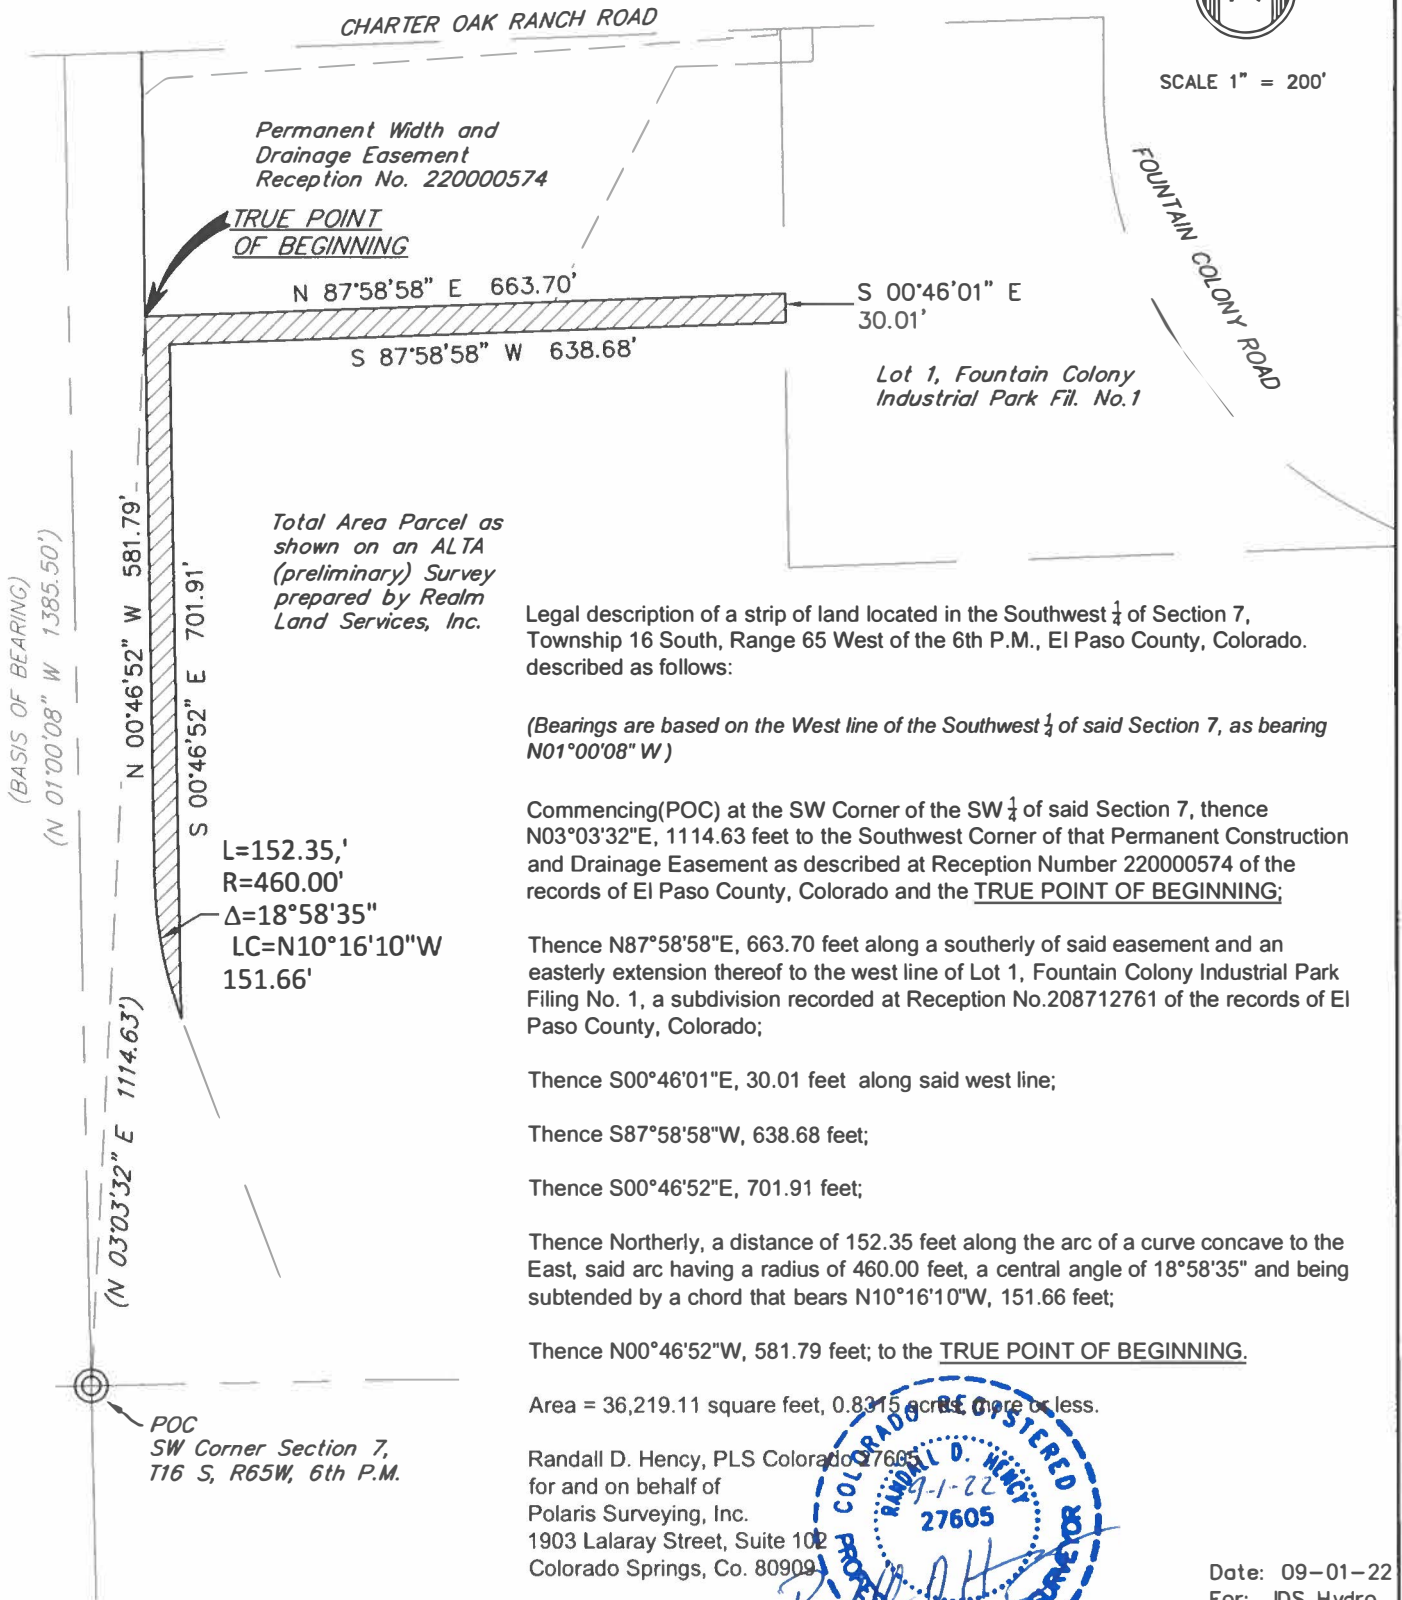 CHARTER OAK RANCH ROAD
SCALE 1" = 200'
Permanent Width and
Drainage Easement
Reception No. 220000574
TRUE POINT
OF BEGINNING
FOUNTAIN COLONY ROAD
N 87°58'58" E 663.70'
S 00°46'01" E
30.01'
S 87°58'58" W 638.68'
Lot 1, Fountain Colony
Industrial Park Fil. No.1
(BASIS OF BEARING)
(N 01°00'08" W 1385.50')
N 00°46'52" W 581.79'
S 00°46'52" E 701.91'
Total Area Parcel as
shown on an ALTA
(preliminary) Survey
prepared by Realm
Land Services, Inc.
L=152.35,'
R=460.00'
Δ=18°58'35"
LC=N10°16'10"W
151.66'
(N 03°03'32" E 1114.63')
POC
SW Corner Section 7,
T16 S, R65W, 6th P.M.
Legal description of a strip of land located in the Southwest 1/4 of Section 7,
Township 16 South, Range 65 West of the 6th P.M., El Paso County, Colorado.
described as follows:
(Bearings are based on the West line of the Southwest 1/4 of said Section 7, as bearing
N01°00'08" W )
Commencing(POC) at the SW Corner of the SW 1/4 of said Section 7, thence
N03°03'32"E, 1114.63 feet to the Southwest Corner of that Permanent Construction
and Drainage Easement as described at Reception Number 220000574 of the
records of El Paso County, Colorado and the TRUE POINT OF BEGINNING;
Thence N87°58'58"E, 663.70 feet along a southerly of said easement and an
easterly extension thereof to the west line of Lot 1, Fountain Colony Industrial Park
Filing No. 1, a subdivision recorded at Reception No.208712761 of the records of El
Paso County, Colorado;
Thence S00°46'01"E, 30.01 feet along said west line;
Thence S87°58'58"W, 638.68 feet;
Thence S00°46'52"E, 701.91 feet;
Thence Northerly, a distance of 152.35 feet along the arc of a curve concave to the
East, said arc having a radius of 460.00 feet, a central angle of 18°58'35" and being
subtended by a chord that bears N10°16'10"W, 151.66 feet;
Thence N00°46'52"W, 581.79 feet; to the TRUE POINT OF BEGINNING.
Area = 36,219.11 square feet, 0.8315 acres, more or less.
Randall D. Hency, PLS Colorado 27605
for and on behalf of
Polaris Surveying, Inc.
1903 Lalaray Street, Suite 102
Colorado Springs, Co. 80909
COLORADO REGISTERED
RANDALL D. HENCY
9-1-22
27605
SURVEYOR
Date: 09-01-22
For: JDS Hydro